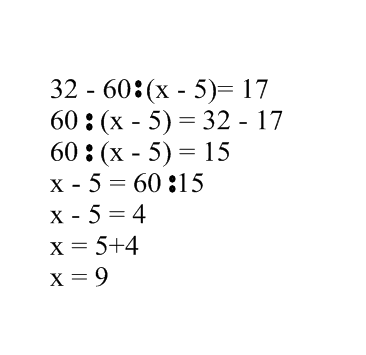 32 - 60:(x - 5)= 17
60 : (x - 5) = 32 - 17
60 : (x - 5) = 15
x - 5 = 60 :15
x - 5 = 4
x = 5+4
x = 9